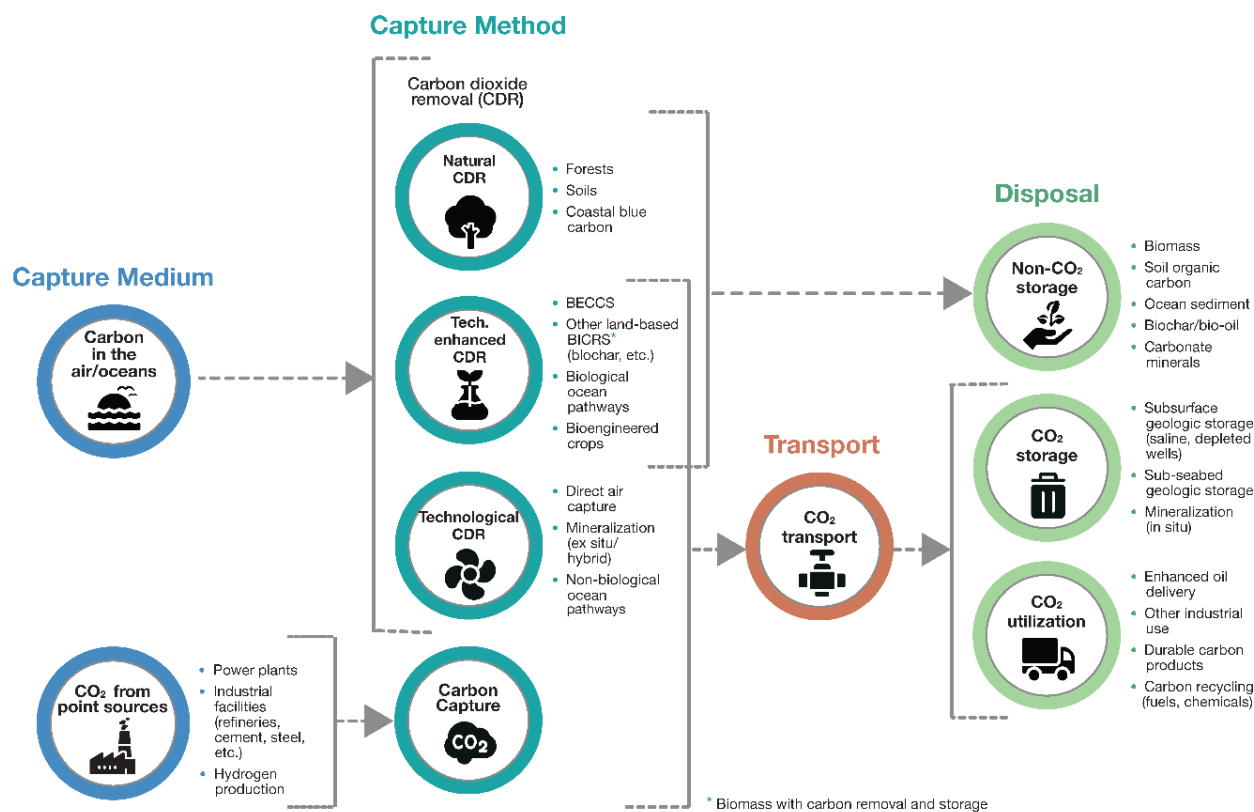 Capture Method
Carbon dioxide
removal (CDR)
Natural
CDR
• Forests
• Soils
• Coastal blue
carbon
Capture Medium
Carbon
in the
air/oceans
Tech.
enhanced
CDR
• BECCS
• Other land-based
BICRS*
(blochar, etc.)
• Biological
ocean
pathways
• Bioengineered
crops
Technological
CDR
• Direct air
capture
• Mineralization
(ex situ/
hybrid)
• Non-biological
ocean
pathways
CO₂ from
point sources
• Power plants
• Industrial
facilities
(refineries,
cement, steel,
etc.)
• Hydrogen
production
Carbon
Capture
CO₂
Transport
CO₂
transport
Disposal
Non-CO₂
storage
• Biomass
• Soil organic
carbon
• Ocean sediment
• Biochar/bio-oil
• Carbonate
minerals
CO₂
storage
• Subsurface
geologic storage
(saline, depleted
wells)
• Sub-seabed
geologic storage
• Mineralization
(in situ)
CO₂
utilization
• Enhanced oil
delivery
• Other industrial
use
• Durable carbon
products
• Carbon recycling
(fuels, chemicals)
* Biomass with carbon removal and storage